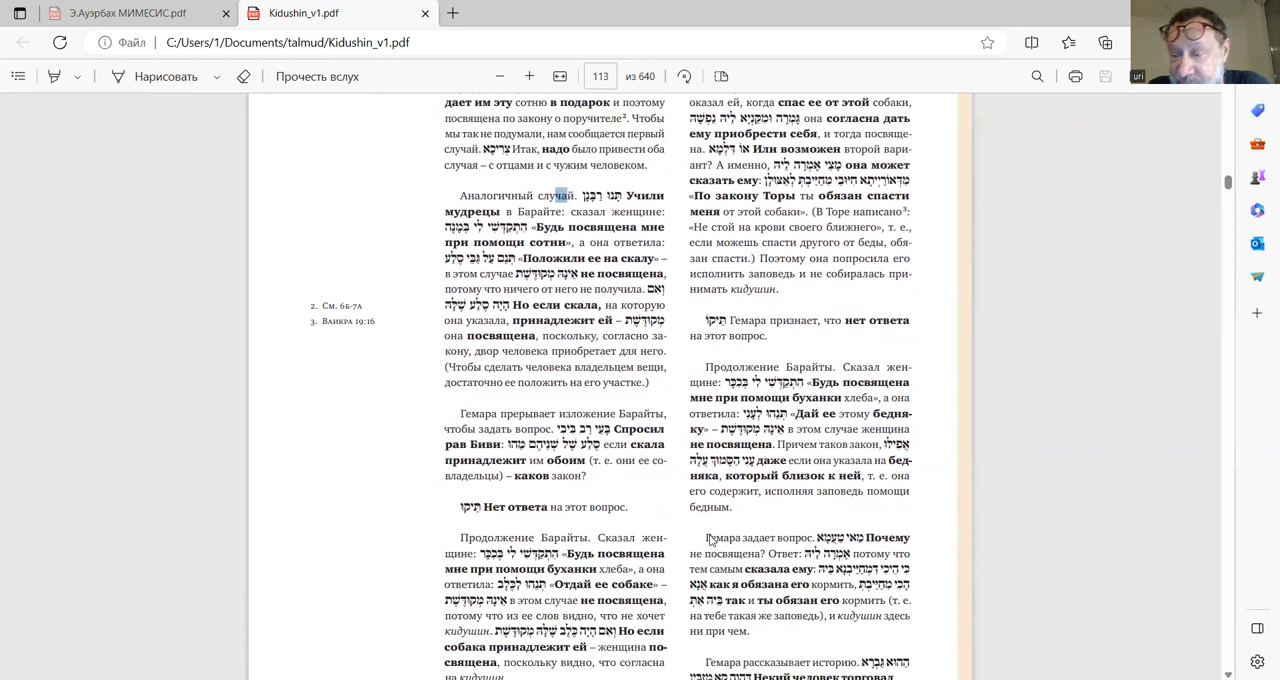 Э.Ауэрбах МИМЕСИС.pdf
Kidushin_v1.pdf
Файл
C:/Users/1/Documents/talmud/Kidushin_v1.pdf
Нарисовать
Прочесть вслух
113 из 640
uri
дает им эту сотню в подарок и поэтому
посвящена по закону о поручителе². Чтобы
мы так не подумали, нам сообщается первый
случай. צְרִיכָא Итак, надо было привести оба
случая – с отцами и с чужим человеком.
Аналогичный случай. תָּנוּ רַבָּנַן Учили
мудрецы в Барайте: сказал женщине:
הִתְקַדְּשִׁי לִי בְּמָנֶה «Будь посвящена мне
при помощи сотни», а она ответила:
תְּנֵם עַל גַּבֵּי סֶלַע «Положили ее на скалу» –
в этом случае אֵינָהּ מְקוּדֶּשֶׁת не посвящена,
потому что ничего от него не получила. וְאִם
הָיָה סֶלַע שֶׁלָּהּ Но если скала, на которую
она указала, принадлежит ей – מְקוּדֶּשֶׁת
она посвящена, поскольку, согласно за-
кону, двор человека приобретает для него.
(Чтобы сделать человека владельцем вещи,
достаточно ее положить на его участке.)
Гемара прерывает изложение Барайты,
чтобы задать вопрос. בָּעֵי רַב בִּיבִי Спросил
рав Биви: סֶלַע שֶׁל שְׁנֵיהֶם מַהוּ если скала
принадлежит им обоим (т. е. они ее со-
владельцы) – каков закон?
תֵּיקוּ Нет ответа на этот вопрос.
Продолжение Барайты. Сказал жен-
щине: הִתְקַדְּשִׁי לִי בְּכִכָּר «Будь посвящена
мне при помощи буханки хлеба», а она
ответила: תְּנֵהוּ לַכֶּלֶב «Отдай ее собаке» –
אֵינָהּ מְקוּדֶּשֶׁת в этом случае не посвящена,
потому что из ее слов видно, что не хочет
кидушин. וְאִם הָיָה כֶּלֶב שֶׁלָּהּ מְקוּדֶּשֶׁת Но если
собака принадлежит ей – женщина по-
священа, поскольку видно, что согласна
на кидушин.
2. См. 6б-7а
3. Ваикра 19:16
оказал ей, когда спас ее от этой собаки,
גָּמְרָה וּמַקְנְיָא לֵיהּ נַפְשָׁהּ она согласна дать
ему приобрести себя, и тогда посвяще-
на. אוֹ דִּלְמָא Или возможен второй вари-
ант? А именно, מָצֵי אָמְרָה לֵיהּ она может
сказать ему: מִדְּאוֹרָיְיתָא חַיּוֹבֵי מְחַיְּיבַתְּ לְאַצּוֹלַן
«По закону Торы ты обязан спасти
меня от этой собаки». (В Торе написано³:
«Не стой на крови своего ближнего», т. е.,
если можешь спасти другого от беды, обя-
зан спасти.) Поэтому она попросила его
исполнить заповедь и не собиралась при-
нимать кидушин.
תֵּיקוּ Гемара признает, что нет ответа
на этот вопрос.
Продолжение Барайты. Сказал жен-
щине: הִתְקַדְּשִׁי לִי בְּכִכָּר «Будь посвящена
мне при помощи буханки хлеба», а она
ответила: תְּנֵהוּ לְעָנִי «Дай ее этому бедня-
ку» – אֵינָהּ מְקוּדֶּשֶׁת в этом случае женщина
не посвящена. Причем таков закон, אֲפִילּוּ
עָנִי הַסָּמוּךְ עָלֶהָ даже если она указала на бед-
няка, который близок к ней, т. е. она
его содержит, исполняя заповедь помощи
бедным.
Гемара задает вопрос. מַאי טַעְמָא Почему
не посвящена? Ответ: אָמְרָה לֵיהּ потому что
тем самым сказала ему: כִּי הֵיכִי דִּמְחַיַּיבְנָא בֵּיהּ
אֲנָא как я обязана его кормить, הָכִי מְחַיְּיבַתְּ
בֵּיהּ אַתְּ так и ты обязан его кормить (т. е.
на тебе такая же заповедь), и кидушин здесь
ни при чем.
Гемара рассказывает историю. הַהוּא גַּבְרָא
Некий человек торговал